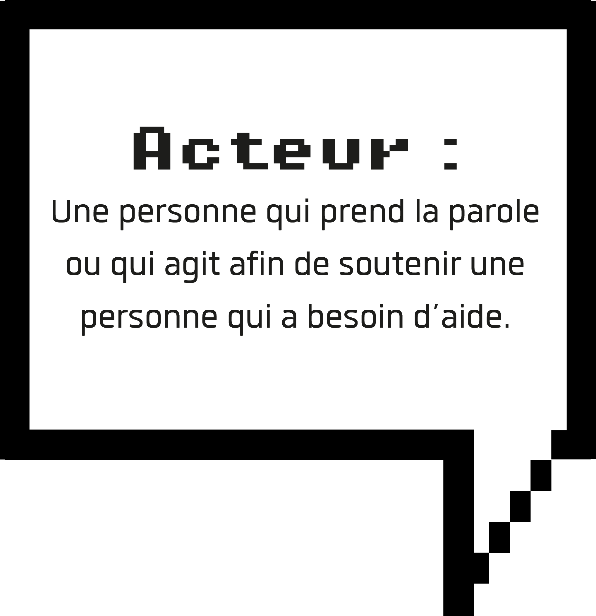 Acteur :
Une personne qui prend la parole
ou qui agit afin de soutenir une
personne qui a besoin d'aide.